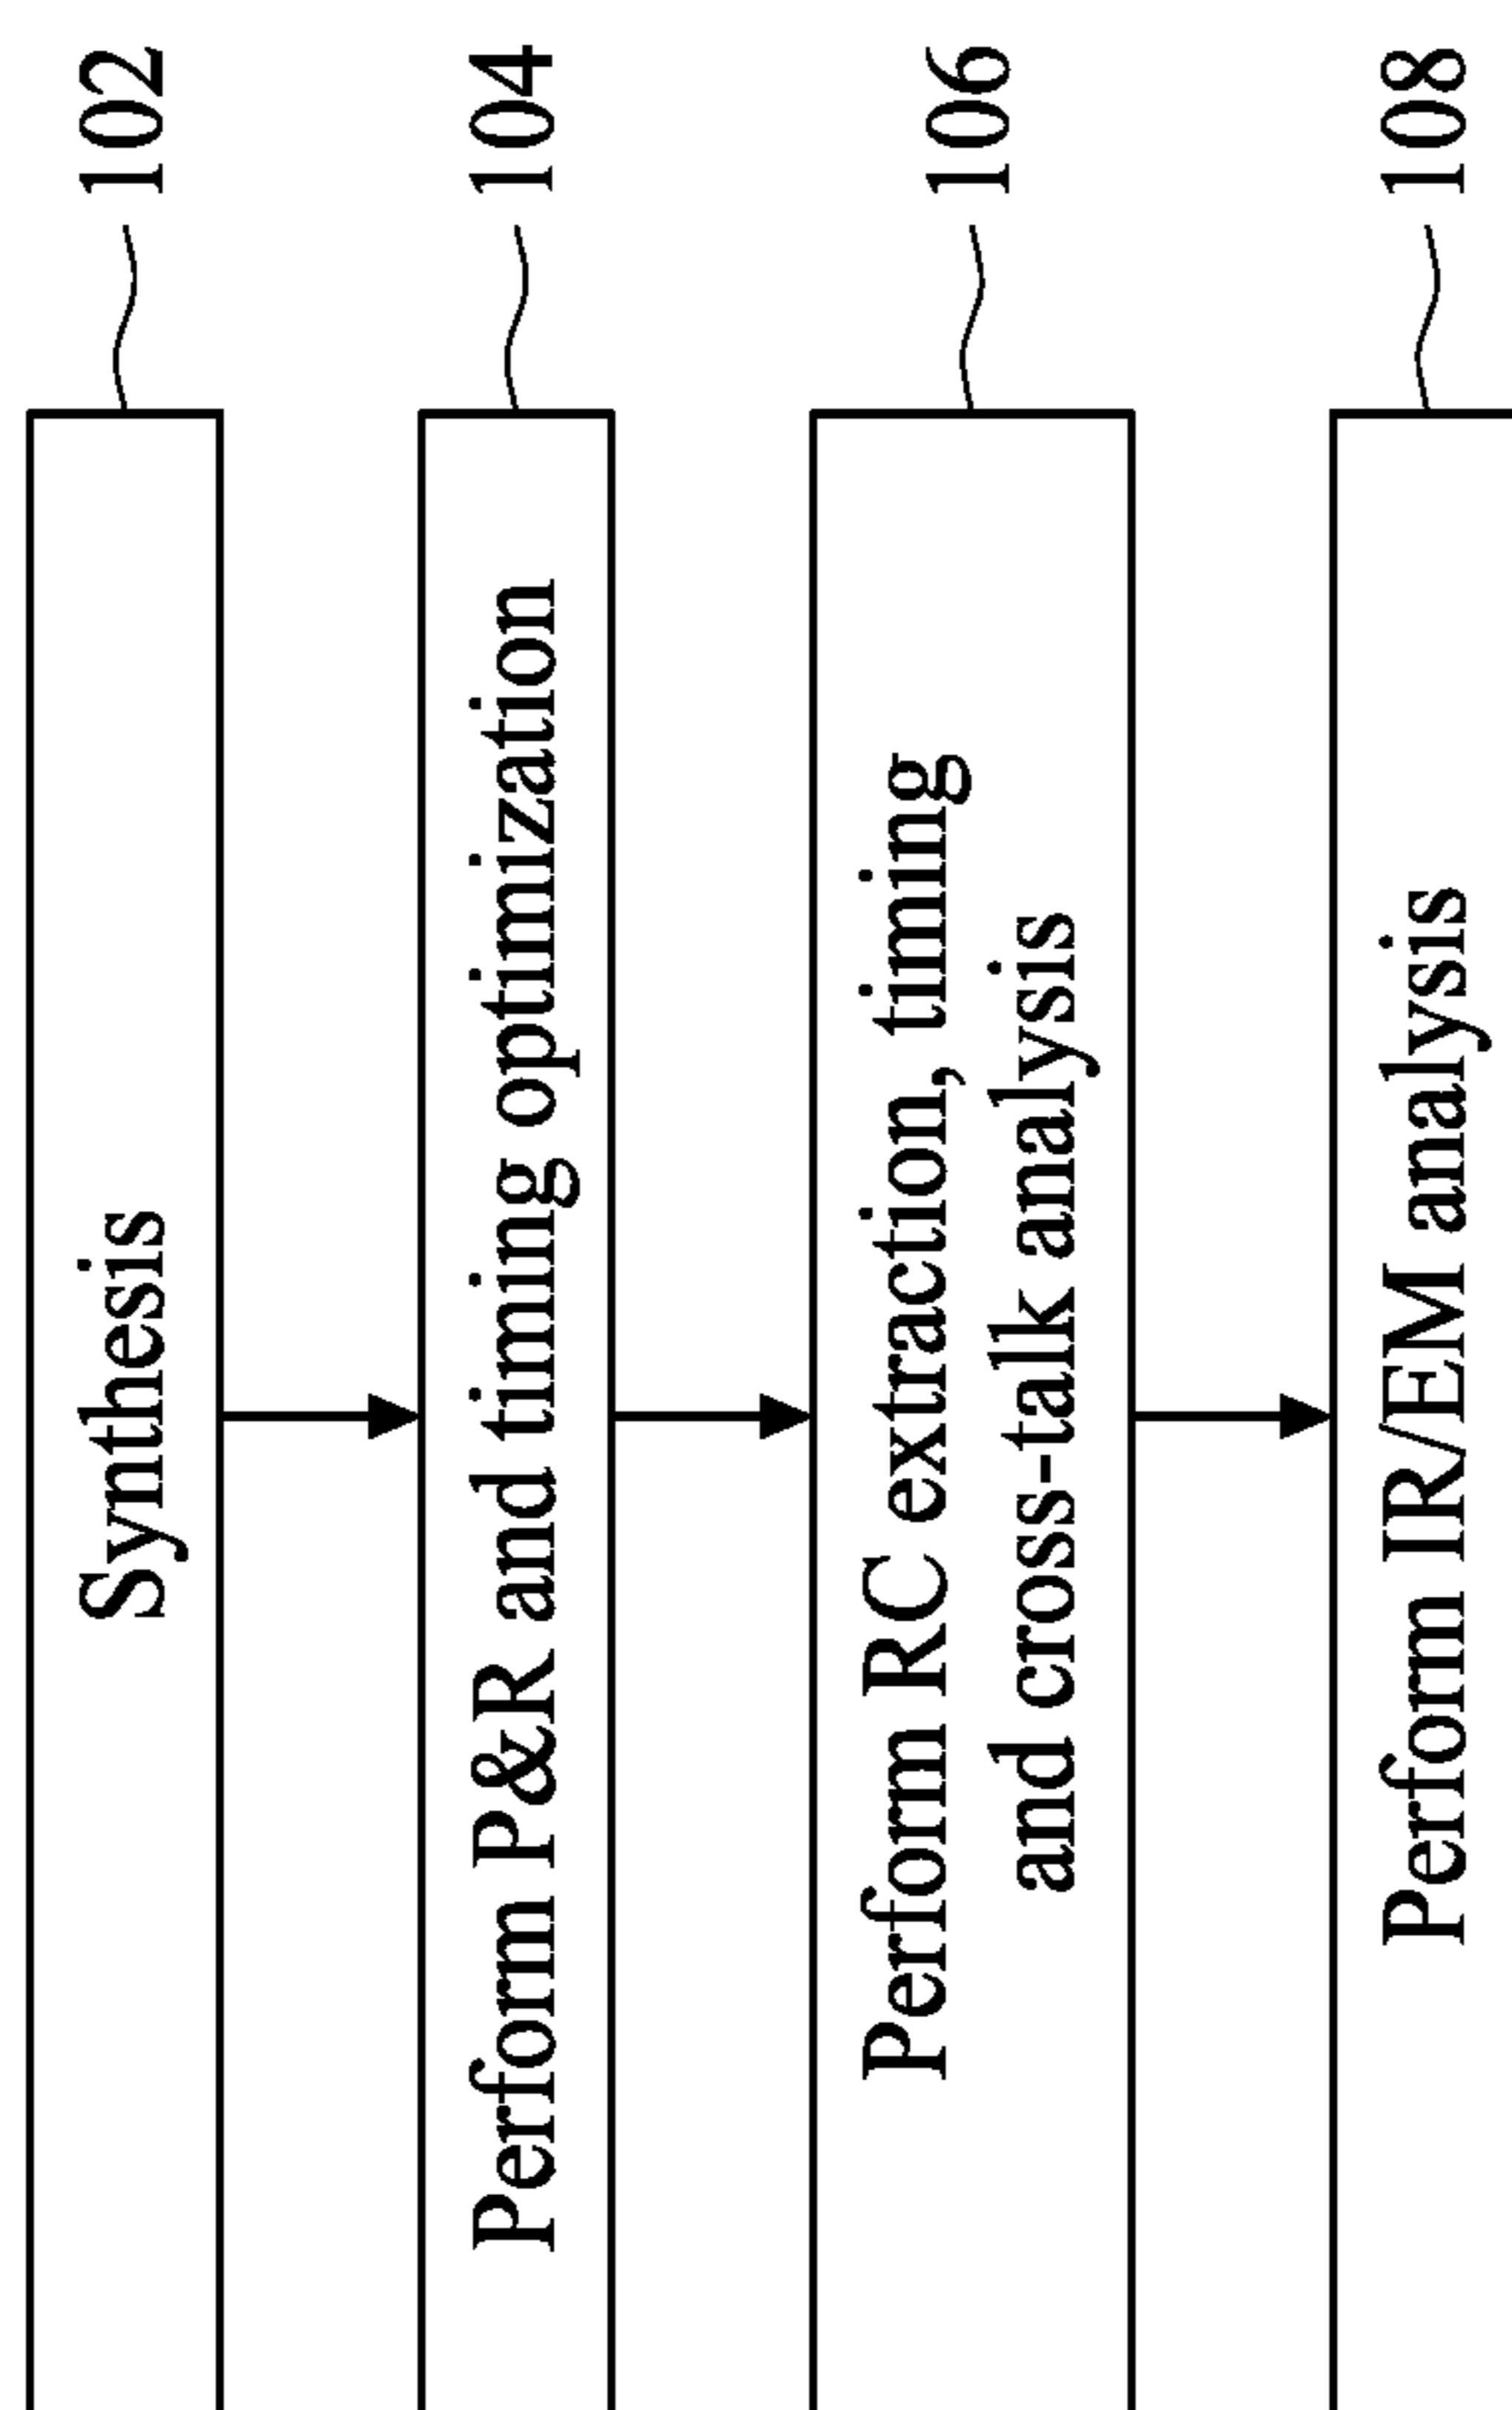 Synthesis
102
Perform P&R and timing optimization
104
Perform RC extraction, timing
and cross-talk analysis
106
Perform IR/EM analysis
108